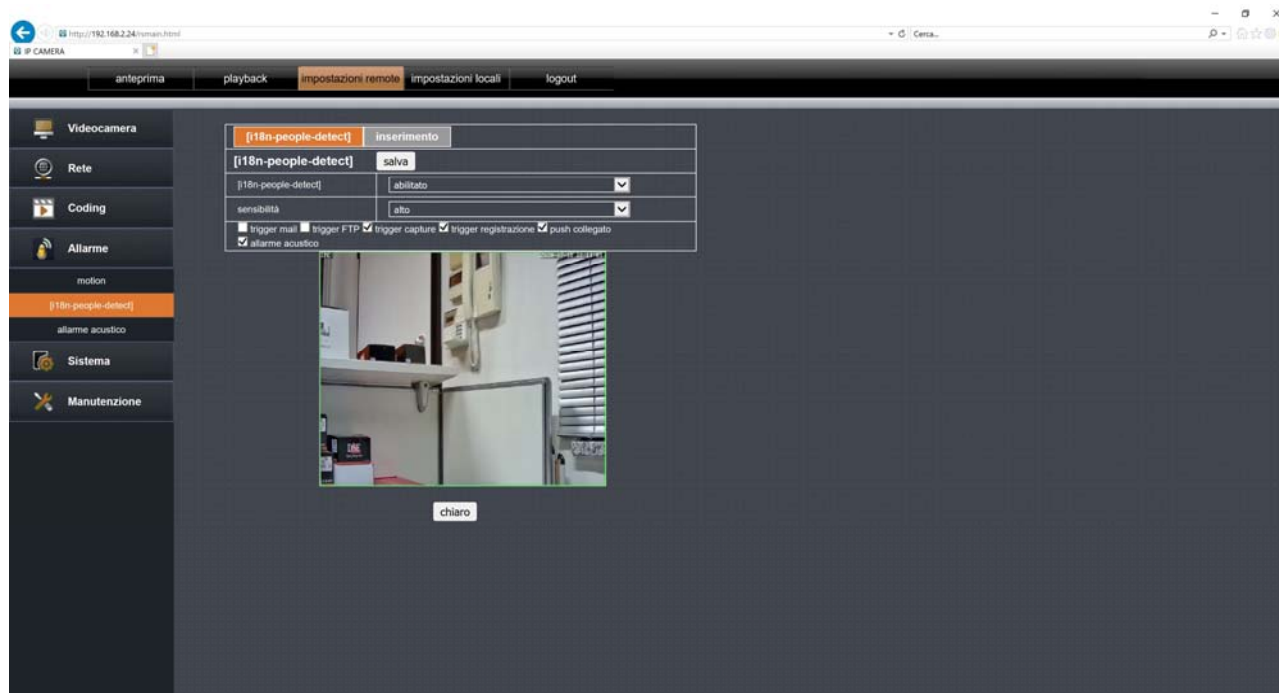 http://192.168.2.24/rsmain.html
Cerca...
IP CAMERA
anteprima playback impostazioni remote impostazioni locali logout
Videocamera
Rete
Coding
Allarme
motion
[i18n-people-detect]
allarme acustico
Sistema
Manutenzione
[i18n-people-detect] inserimento
[i18n-people-detect] salva
[i18n-people-detect] abilitato
sensibilità alto
trigger mail trigger FTP trigger capture trigger registrazione push collegato
allarme acustico
chiaro